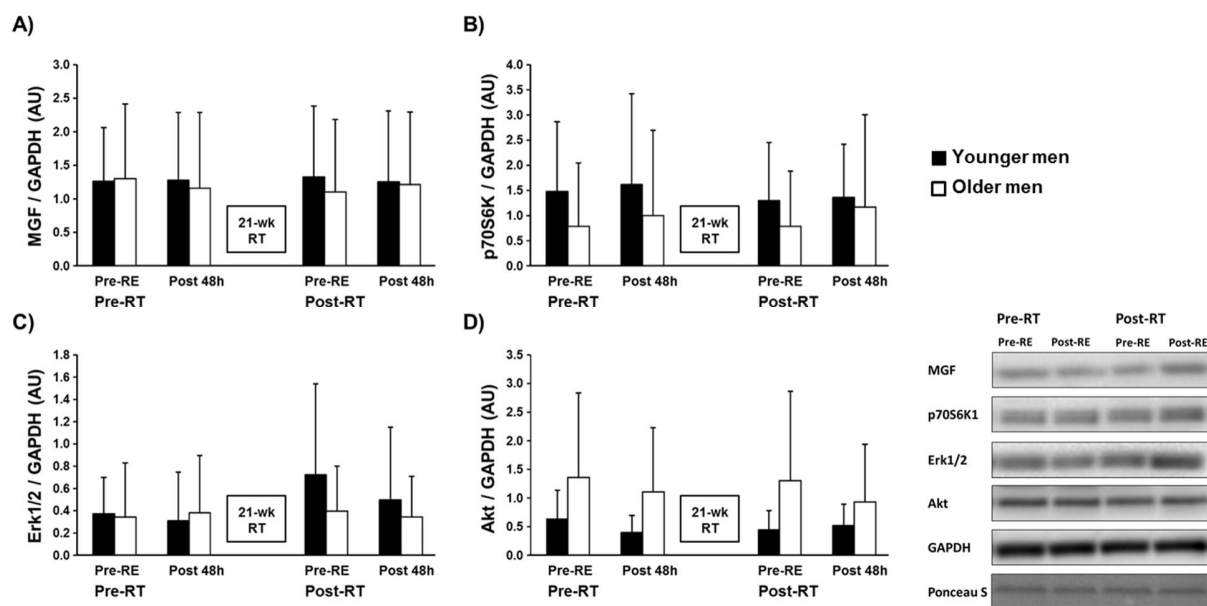 A)
MGF / GAPDH (AU)
3.0
2.5
2.0
1.5
1.0
0.5
0.0
21-wk
RT
Pre-RE Post 48h Pre-RE Post 48h
Pre-RT Post-RT
B)
p70S6K / GAPDH (AU)
4.0
3.5
3.0
2.5
2.0
1.5
1.0
0.5
0.0
21-wk
RT
Pre-RE Post 48h Pre-RE Post 48h
Pre-RT Post-RT
Younger men
Older men
C)
Erk1/2 / GAPDH (AU)
1.8
1.6
1.4
1.2
1.0
0.8
0.6
0.4
0.2
0.0
21-wk
RT
Pre-RE Post 48h Pre-RE Post 48h
Pre-RT Post-RT
D)
Akt / GAPDH (AU)
3.5
3.0
2.5
2.0
1.5
1.0
0.5
0.0
21-wk
RT
Pre-RE Post 48h Pre-RE Post 48h
Pre-RT Post-RT
Pre-RT Post-RT
Pre-RE Post-RE Pre-RE Post-RE
MGF
p70S6K1
Erk1/2
Akt
GAPDH
Ponceau S